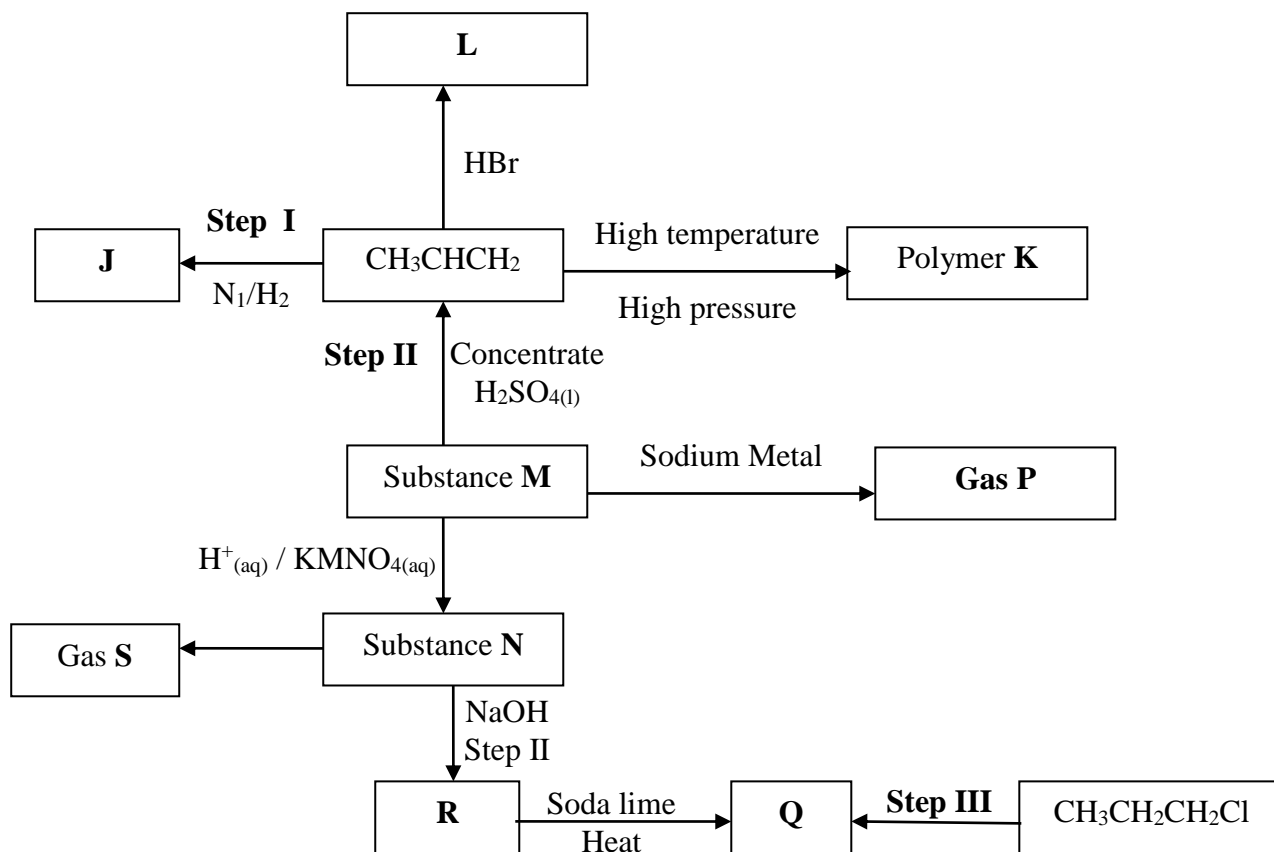 L
HBr
Step I
J
N₁/H₂
CH₃CHCH₂
High temperature
High pressure
Polymer K
Step II
Concentrate
H₂SO₄₍ₗ₎
Substance M
Sodium Metal
Gas P
H⁺(aq) / KMNO₄(aq)
Gas S
Substance N
NaOH
Step II
R
Soda lime
Heat
Q
Step III
CH₃CH₂CH₂Cl